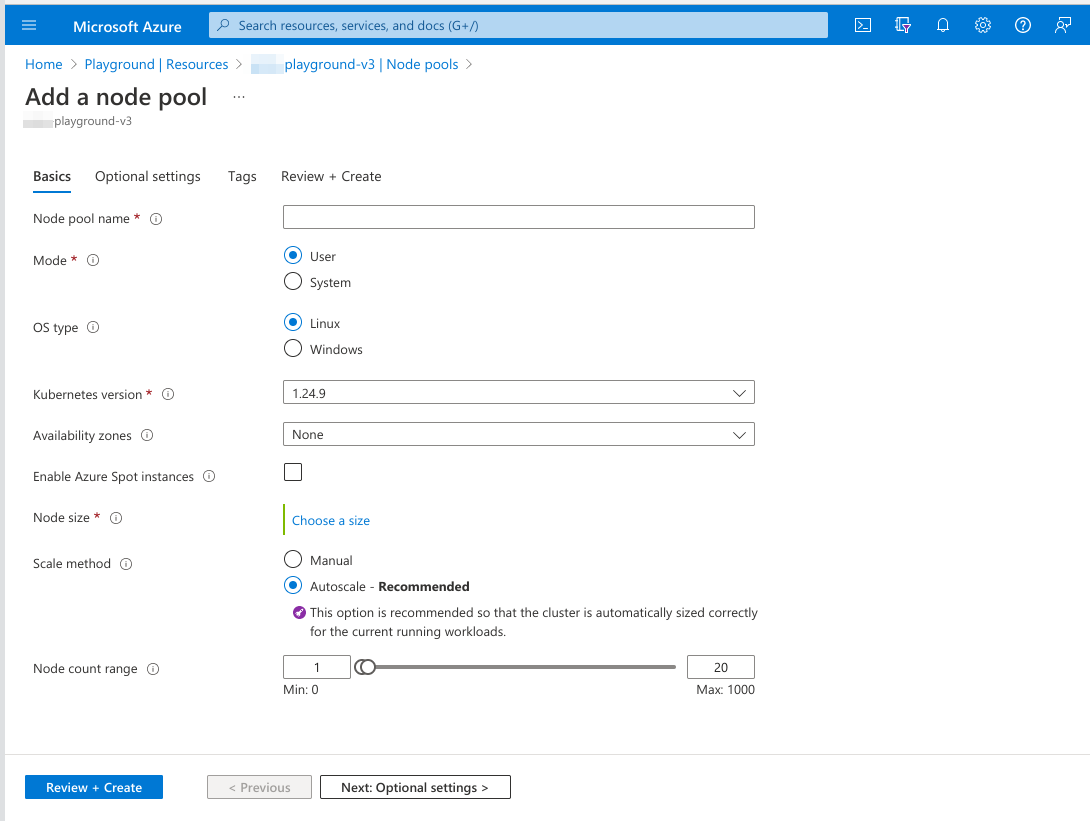 Microsoft Azure
Search resources, services, and docs (G+/)
Home > Playground | Resources > playground-v3 | Node pools >
Add a node pool ...
playground-v3
Basics Optional settings Tags Review + Create
Node pool name *
Mode *
User
System
OS type
Linux
Windows
Kubernetes version *
1.24.9
Availability zones
None
Enable Azure Spot instances
Node size *
Choose a size
Scale method
Manual
Autoscale - Recommended
This option is recommended so that the cluster is automatically sized correctly
for the current running workloads.
Node count range
1
20
Min: 0
Max: 1000
Review + Create
< Previous
Next: Optional settings >